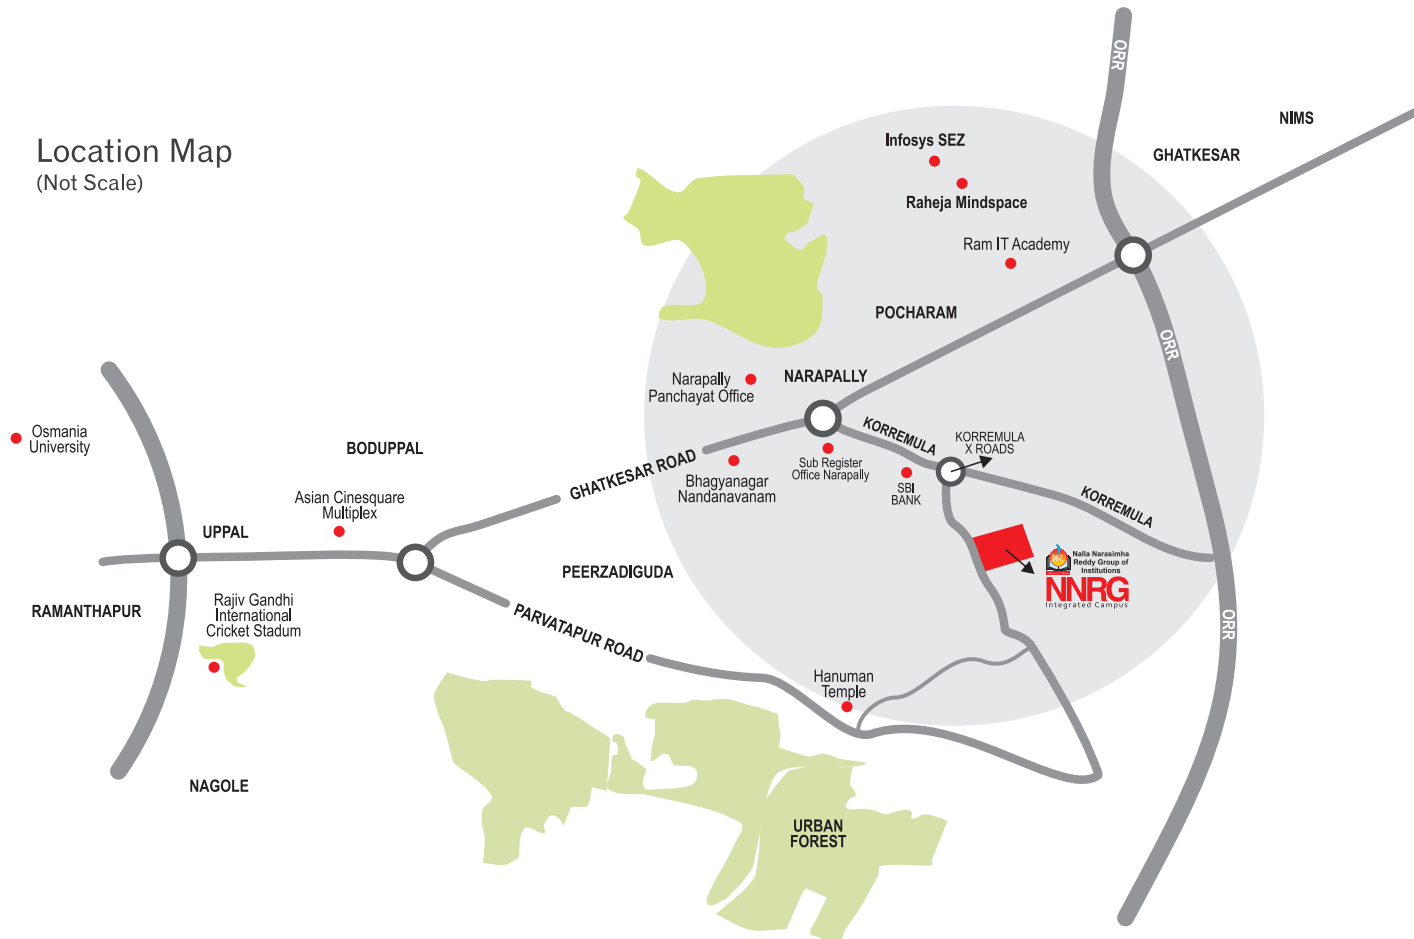 Location Map
(Not Scale)
ORR
NIMS
GHATKESAR
Infosys SEZ
Raheja Mindspace
Ram IT Academy
POCHARAM
ORR
NARAPALLY
Narapally
Panchayat Office
KORREMULA
KORREMULA
X ROADS
Osmania
University
BODUPPAL
GHATKESAR ROAD
Bhagyanagar
Nandanavanam
Sub Register
Office Narapally
SBI
BANK
KORREMULA
Asian Cinesquare
Multiplex
UPPAL
PEERZADIGUDA
Nalla Narasimha
Reddy Group of
Institutions
NNRG
Integrated Campus
RAMANTHAPUR
Rajiv Gandhi
International
Cricket Stadum
PARVATAPUR ROAD
ORR
Hanuman
Temple
NAGOLE
URBAN
FOREST